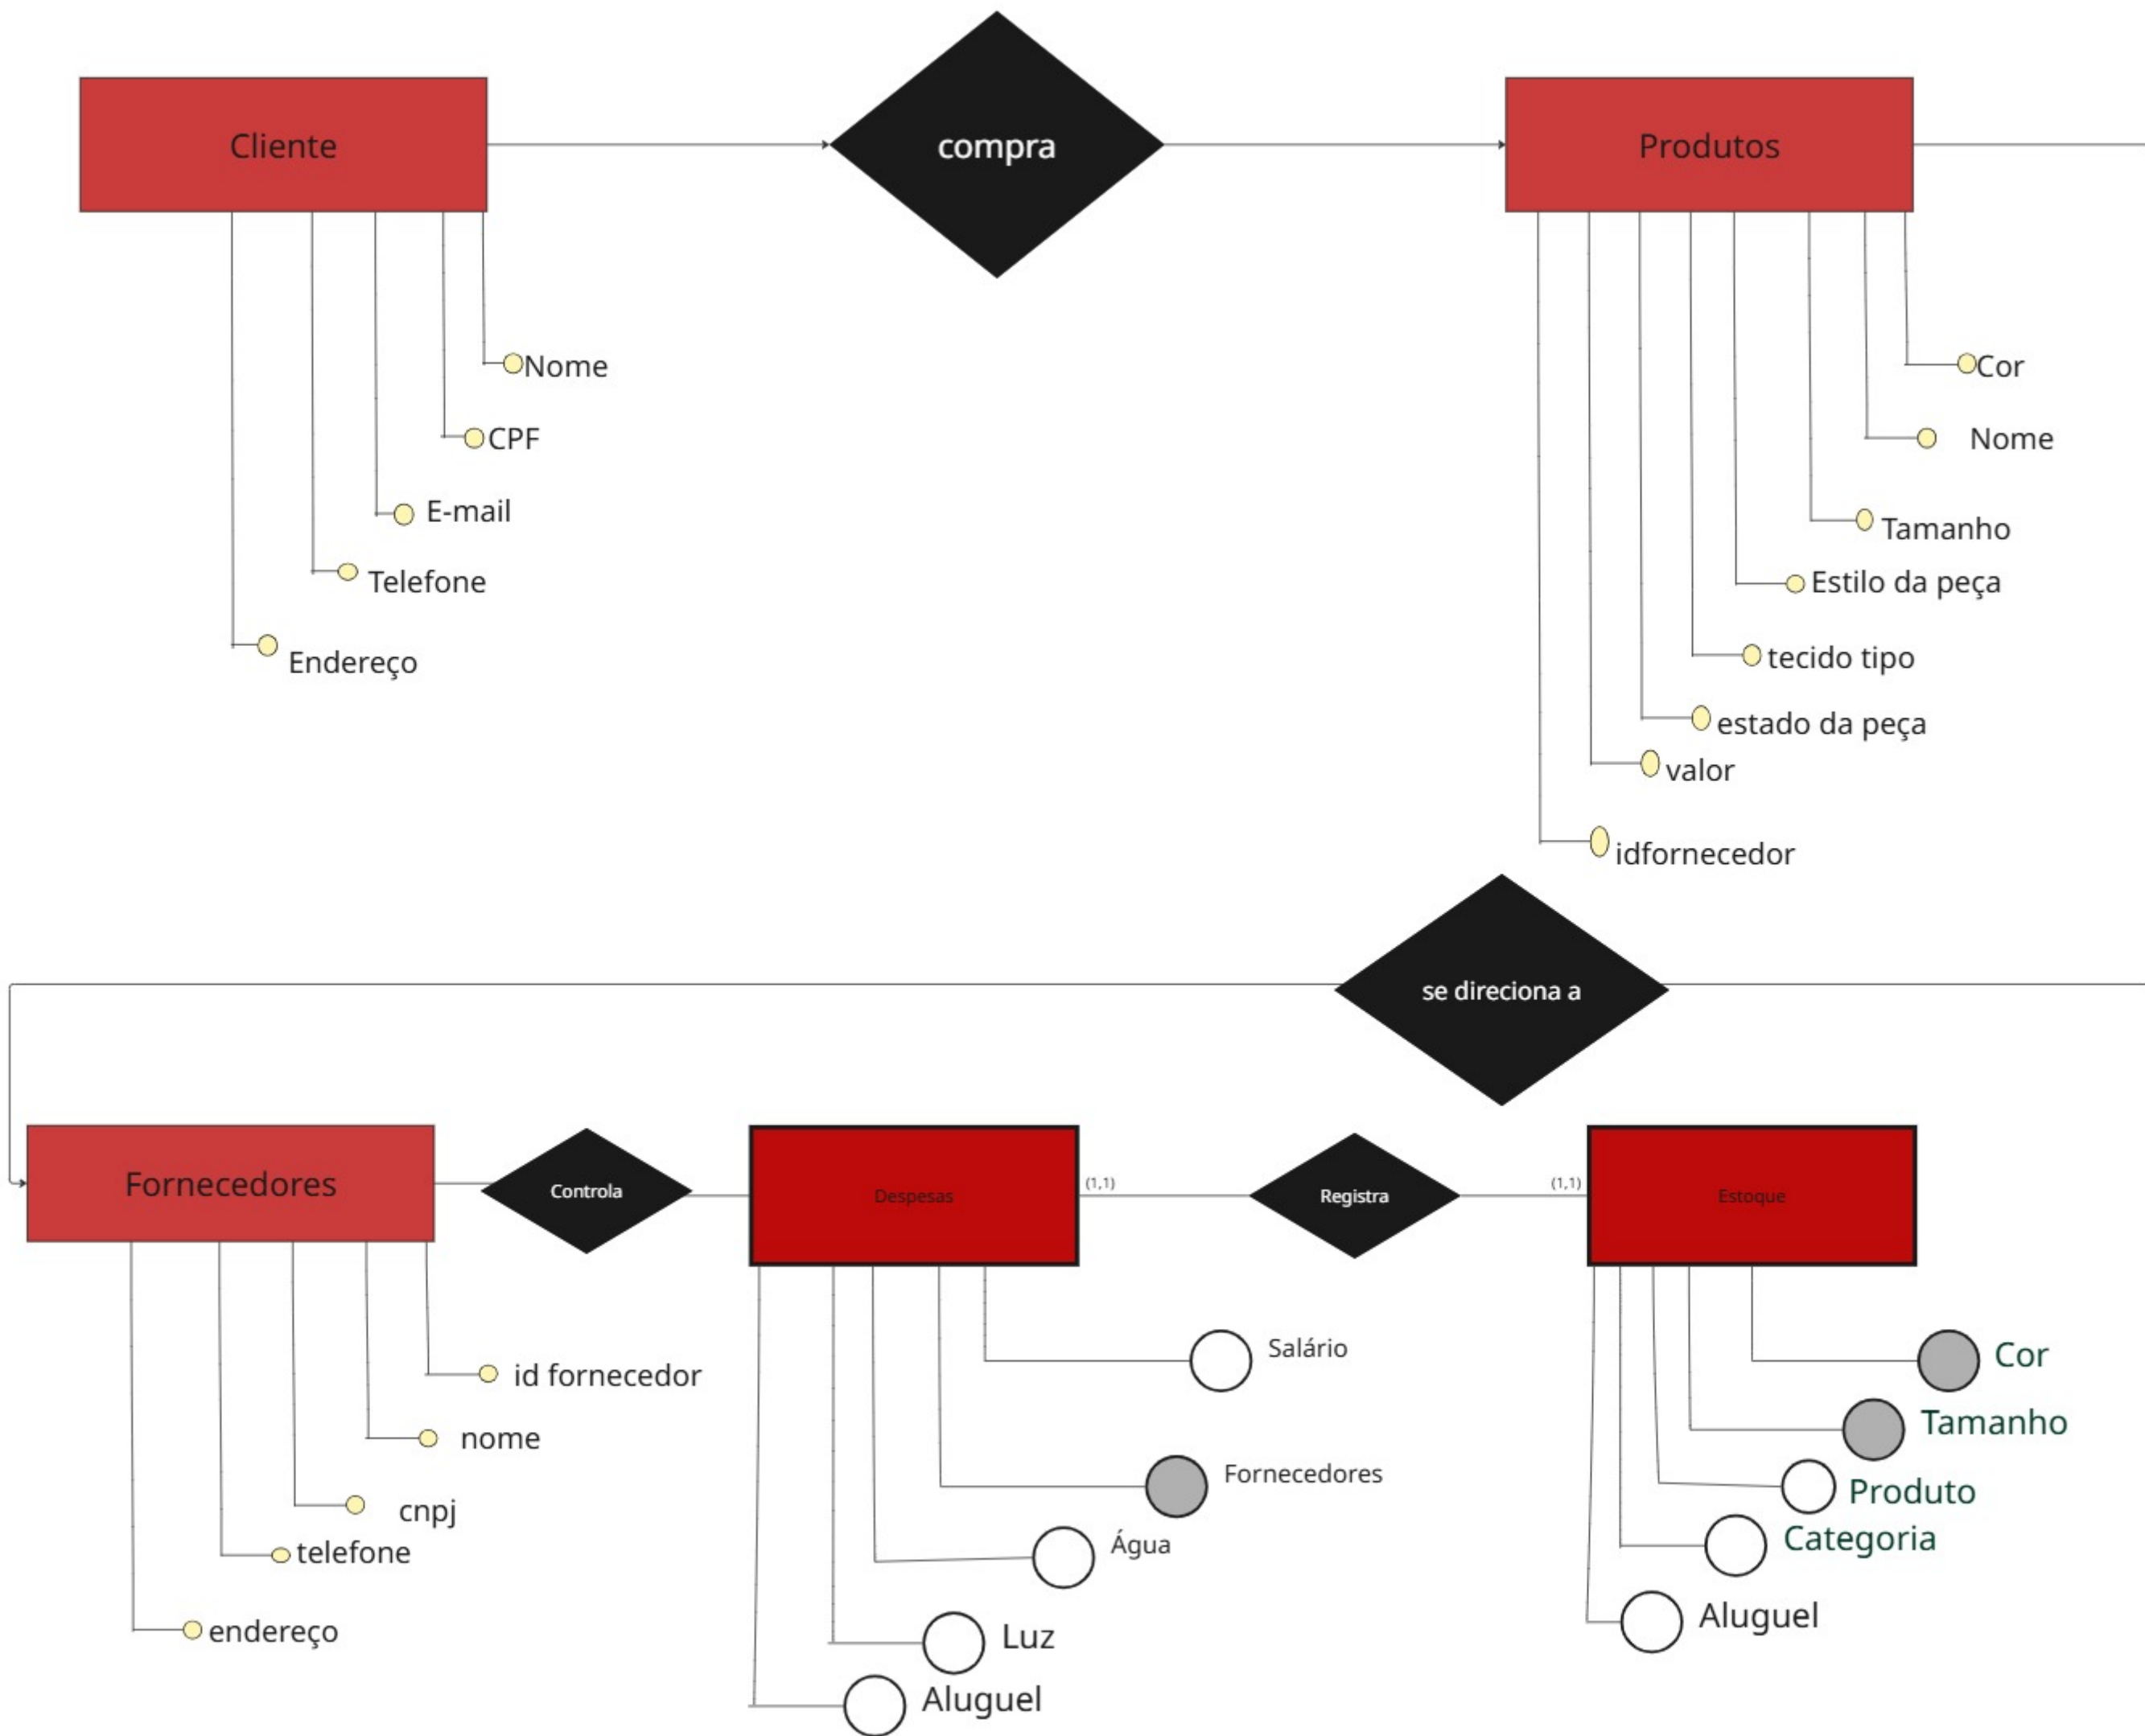 Cliente
compra
Produtos
Nome
CPF
E-mail
Telefone
Endereço
Cor
Nome
Tamanho
Estilo da peça
tecido tipo
estado da peça
valor
idfornecedor
se direciona a
Fornecedores
Controla
Despesas
(1,1)
Registra
(1,1)
Estoque
id fornecedor
nome
cnpj
telefone
endereço
Salário
Fornecedores
Água
Luz
Aluguel
Cor
Tamanho
Produto
Categoria
Aluguel